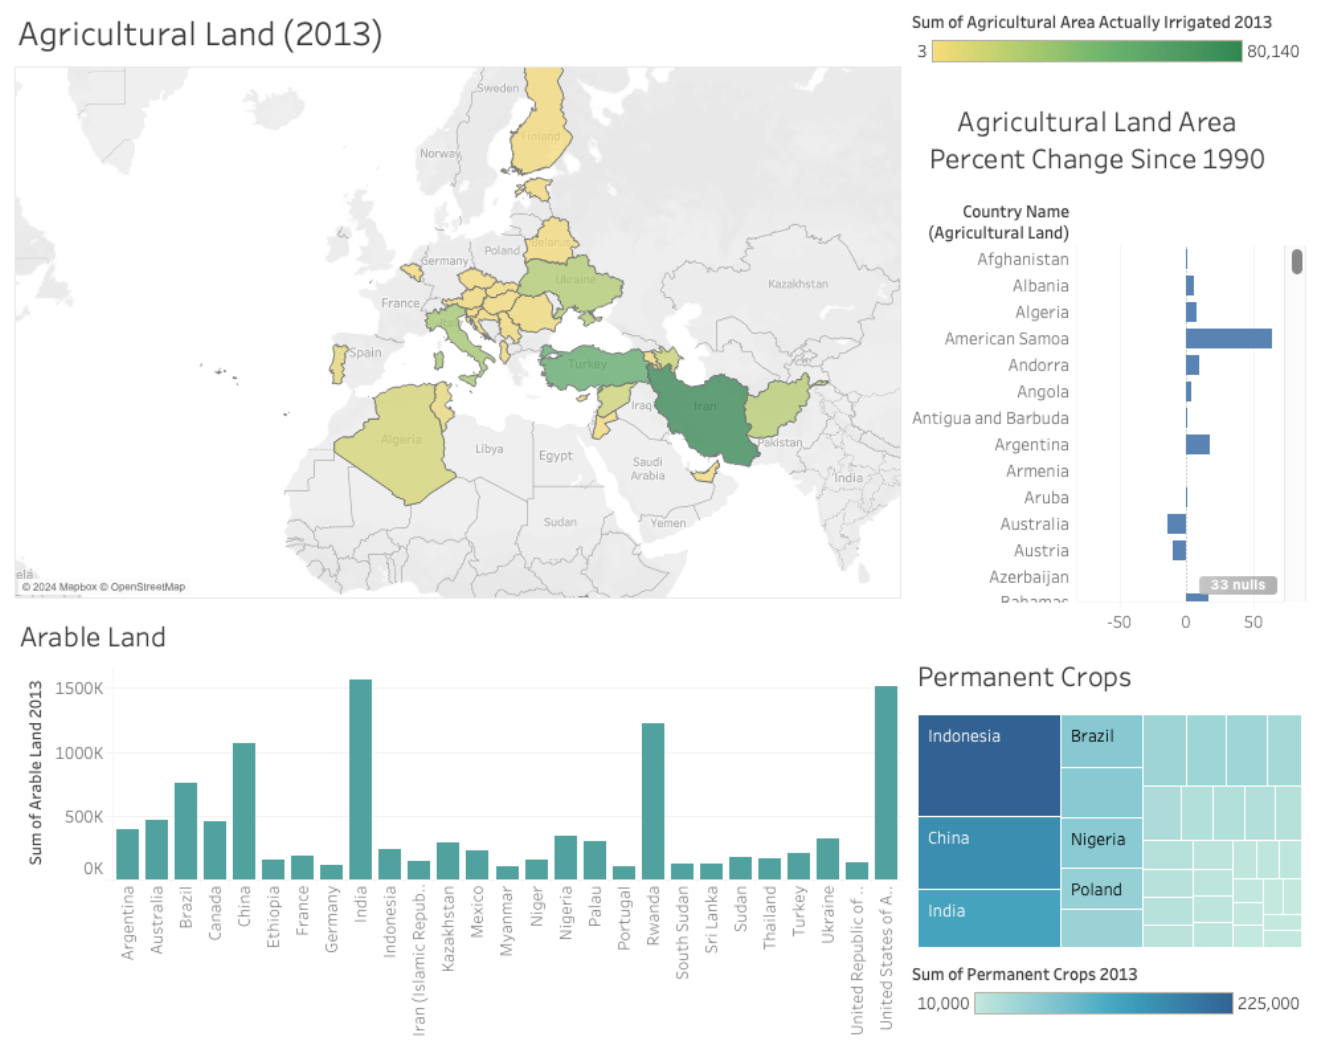 Agricultural Land (2013)
Sweden
Finland
Norway
Belarus
Poland
Germany
Ukraine
Kazakhstan
France
Italy
Spain
Turkey
Iraq
Iran
Algeria
Libya
Egypt
Pakistan
Saudi
Arabia
India
Sudan
Yemen
© 2024 Mapbox © OpenStreetMap
Sum of Agricultural Area Actually Irrigated 2013
3
80,140
Agricultural Land Area
Percent Change Since 1990
Country Name
(Agricultural Land)
Afghanistan
Albania
Algeria
American Samoa
Andorra
Angola
Antigua and Barbuda
Argentina
Armenia
Aruba
Australia
Austria
Azerbaijan
33 nulls
Bahamas
-50 0 50
Arable Land
Sum of Arable Land 2013
1500K
1000K
500K
0K
Argentina
Australia
Brazil
Canada
China
Ethiopia
France
Germany
India
Indonesia
Iran (Islamic Repub..
Kazakhstan
Mexico
Myanmar
Niger
Nigeria
Palau
Portugal
Rwanda
South Sudan
Sri Lanka
Sudan
Thailand
Turkey
Ukraine
United Republic of ..
United States of A..
Permanent Crops
Indonesia
Brazil
China
Nigeria
Poland
India
Sum of Permanent Crops 2013
10,000
225,000